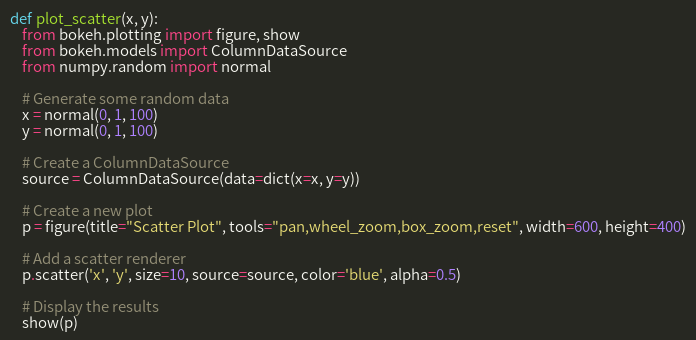 def plot_scatter(x, y):
from bokeh.plotting import figure, show
from bokeh.models import ColumnDataSource
from numpy.random import normal
# Generate some random data
x = normal(0, 1, 100)
y = normal(0, 1, 100)
# Create a ColumnDataSource
source = ColumnDataSource(data=dict(x=x, y=y))
# Create a new plot
p = figure(title="Scatter Plot", tools="pan,wheel_zoom,box_zoom,reset", width=600, height=400)
# Add a scatter renderer
p.scatter('x', 'y', size=10, source=source, color='blue', alpha=0.5)
# Display the results
show(p)